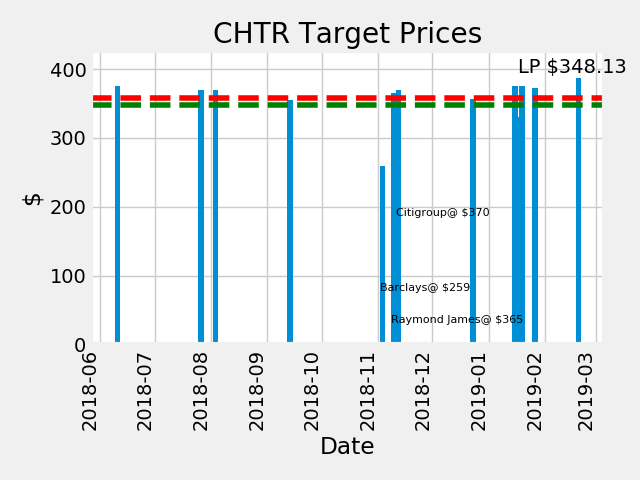 CHTR Target Prices
LP $348.13
400
300
200
100
0
$
Citigroup@ $370
Barclays@ $259
Raymond James@ $365
2018-06
2018-07
2018-08
2018-09
2018-10
2018-11
2018-12
2019-01
2019-02
2019-03
Date